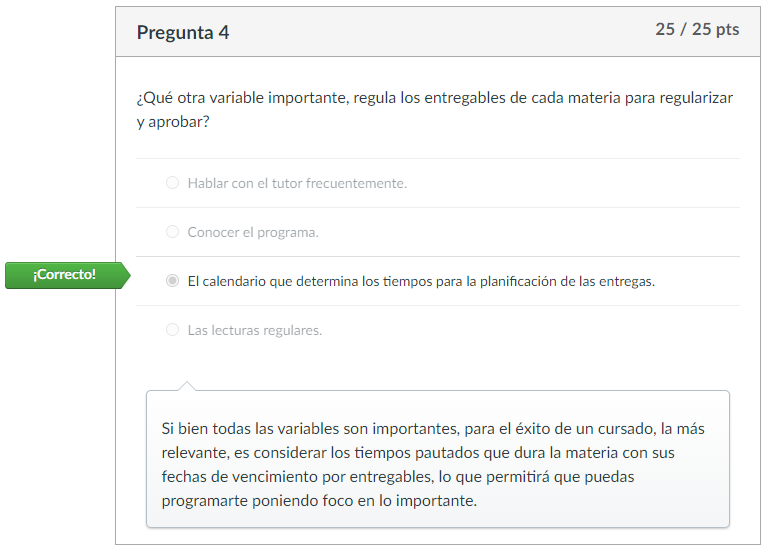 Pregunta 4
25 / 25 pts
¿Qué otra variable importante, regula los entregables de cada materia para regularizar
y aprobar?
Hablar con el tutor frecuentemente.
Conocer el programa.
¡Correcto!
El calendario que determina los tiempos para la planificación de las entregas.
Las lecturas regulares.
Si bien todas las variables son importantes, para el éxito de un cursado, la más
relevante, es considerar los tiempos pautados que dura la materia con sus
fechas de vencimiento por entregables, lo que permitirá que puedas
programarte poniendo foco en lo importante.